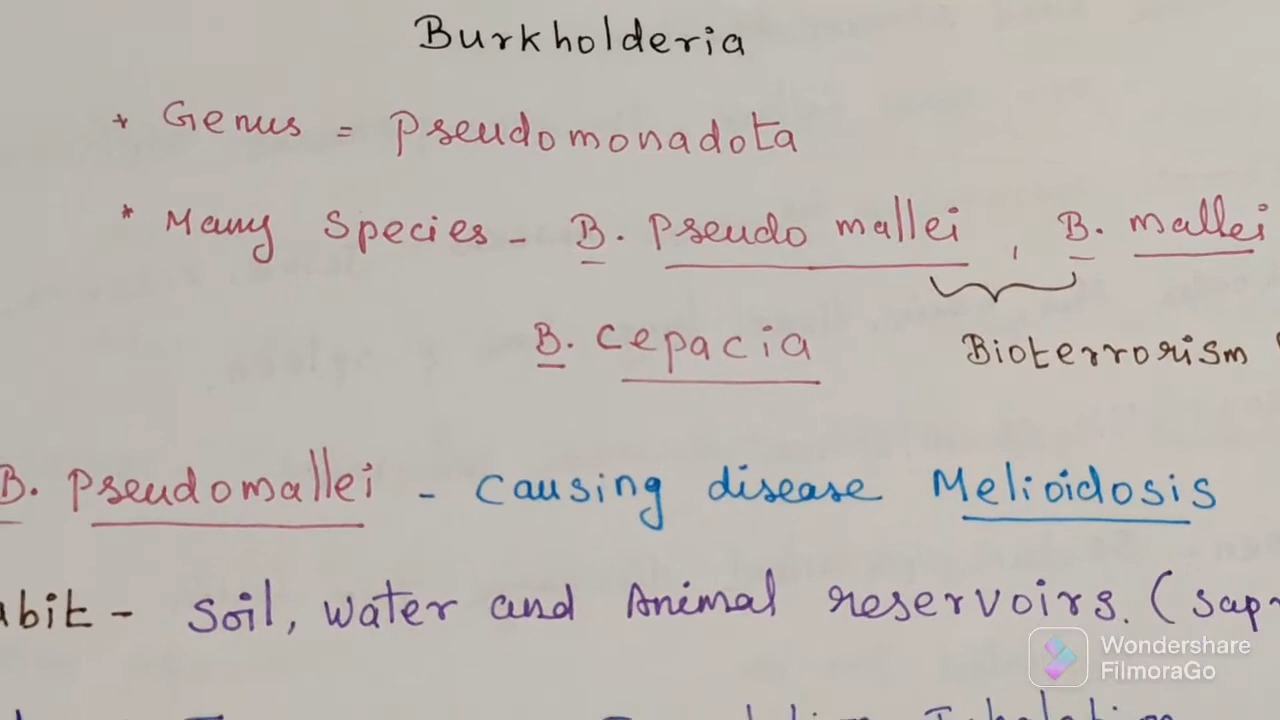 Burkholderia
* Genus = Pseudomonadota
* Many Species - B. Pseudo mallei , B. mallei
B. Cepacia
Bioterrorism
B. Pseudomallei - Causing disease Melioidosis
abit - Soil, water and Animal reservoirs. (sap
Wondershare
FilmoraGo
Inhalation